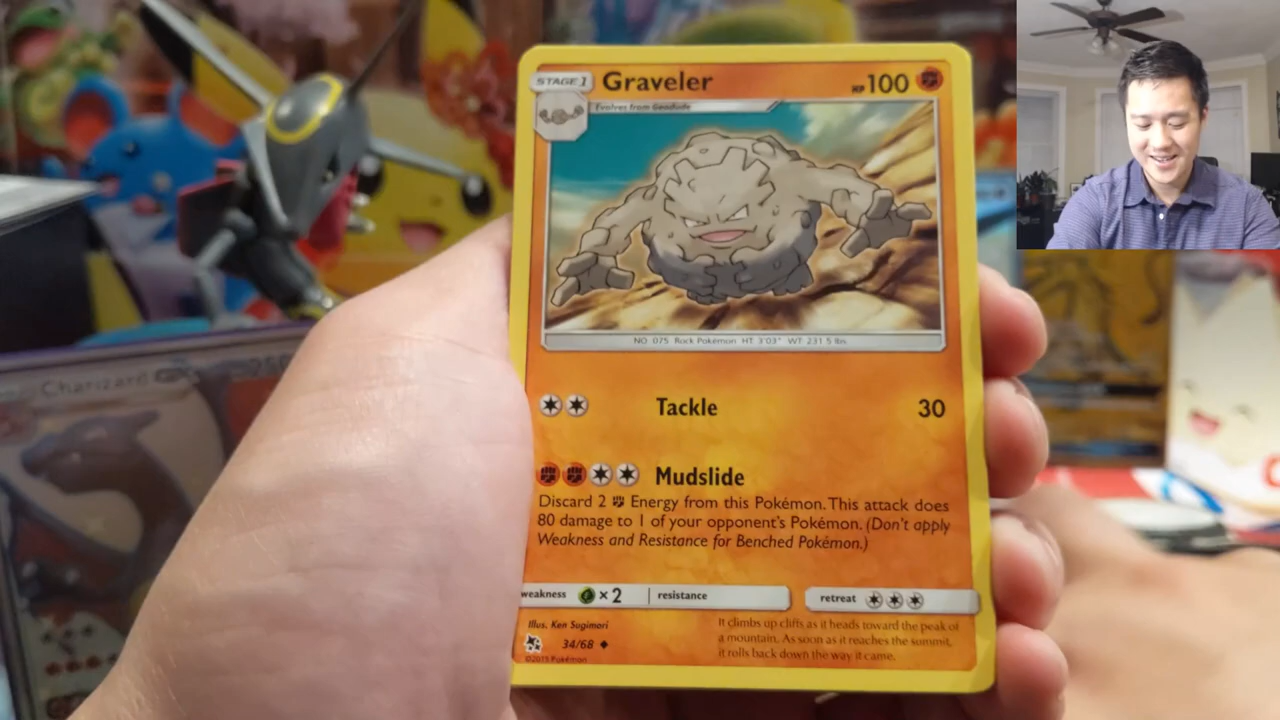 STAGE 1 Graveler HP 100
Evolves from Geodude
NO 075 Rock Pokémon HT 3'03" WT 231.5 lbs
Tackle 30
Mudslide
Discard 2 Energy from this Pokémon. This attack does
80 damage to 1 of your opponent's Pokémon. (Don't apply
Weakness and Resistance for Benched Pokémon.)
weakness ×2 resistance retreat
Illus. Ken Sugimori
34/68
©2019 Pokémon
It climbs up cliffs as it heads toward the peak of
a mountain. As soon as it reaches the summit,
it rolls back down the way it came.
Charizard